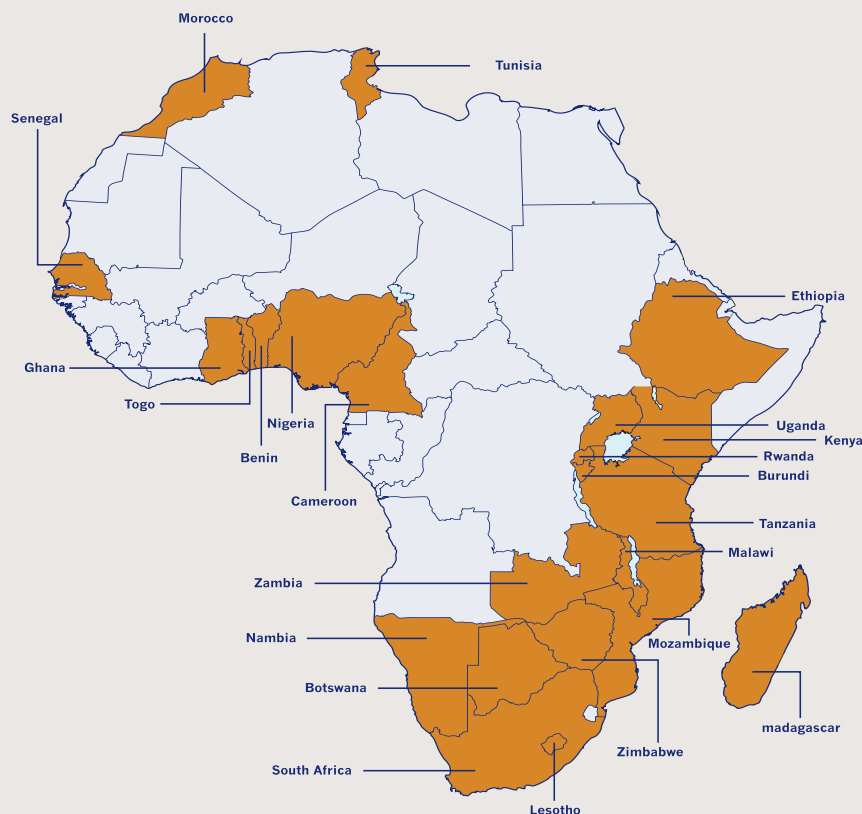 Morocco
Tunisia
Senegal
Ethiopia
Ghana
Togo
Nigeria
Benin
Cameroon
Uganda
Kenya
Rwanda
Burundi
Tanzania
Malawi
Zambia
Nambia
Mozambique
Botswana
madagascar
Zimbabwe
South Africa
Lesotho